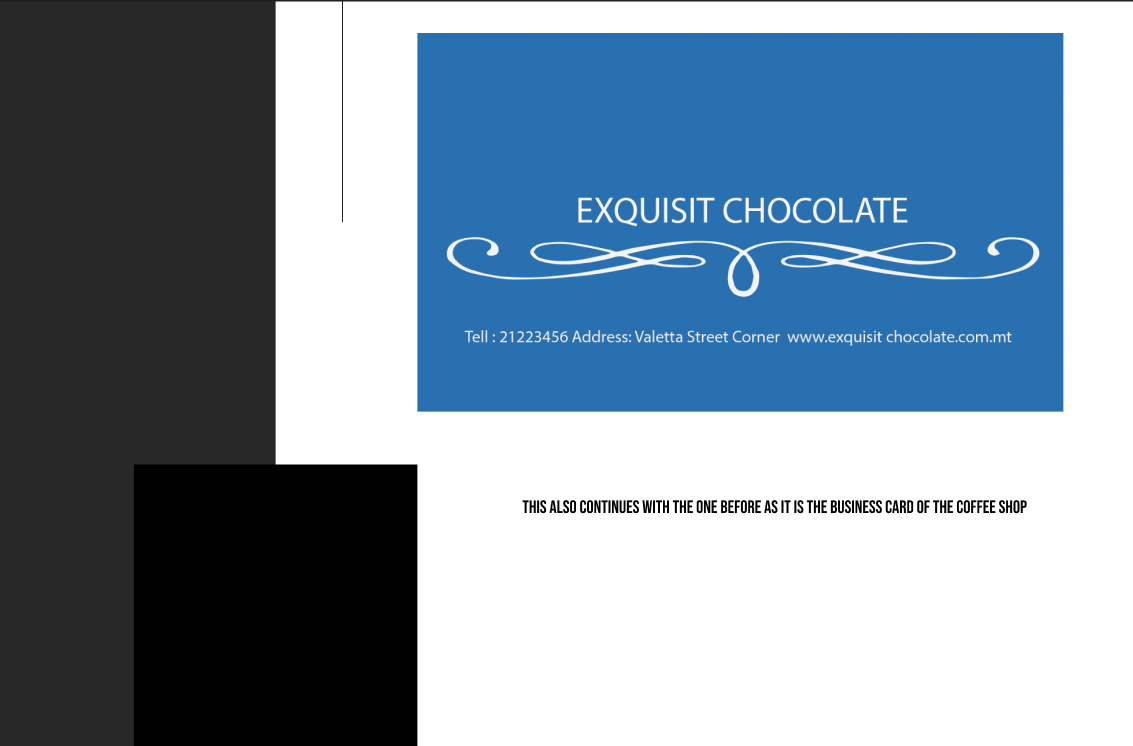 EXQUISIT CHOCOLATE
Tell : 21223456 Address: Valetta Street Corner  www.exquisit chocolate.com.mt
THIS ALSO CONTINUES WITH THE ONE BEFORE AS IT IS THE BUSINESS CARD OF THE COFFEE SHOP